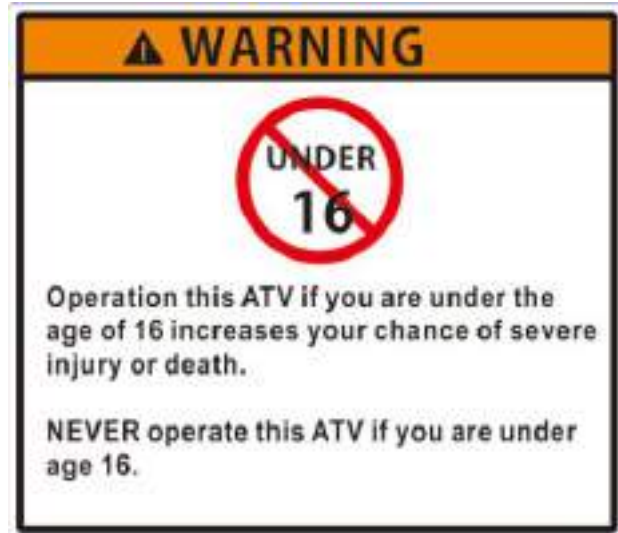 WARNING
UNDER
16
Operation this ATV if you are under the
age of 16 increases your chance of severe
injury or death.
NEVER operate this ATV if you are under
age 16.